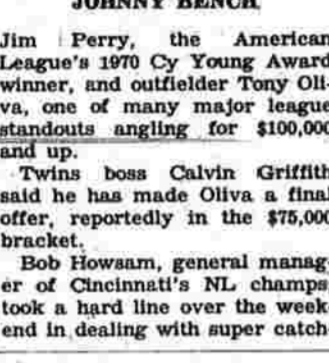 JOHNNY BENCH
Jim Perry, the American
League's 1970 Cy Young Award
winner, and outfielder Tony Oli-
va, one of many major league
standouts angling for $100,000
and up.
Twins boss Calvin Griffith
said he has made Oliva a final
offer, reportedly in the $75,000
bracket.
Bob Howsam, general manag-
er of Cincinnati's NL champs,
took a hard line over the week-
end in dealing with super catch-